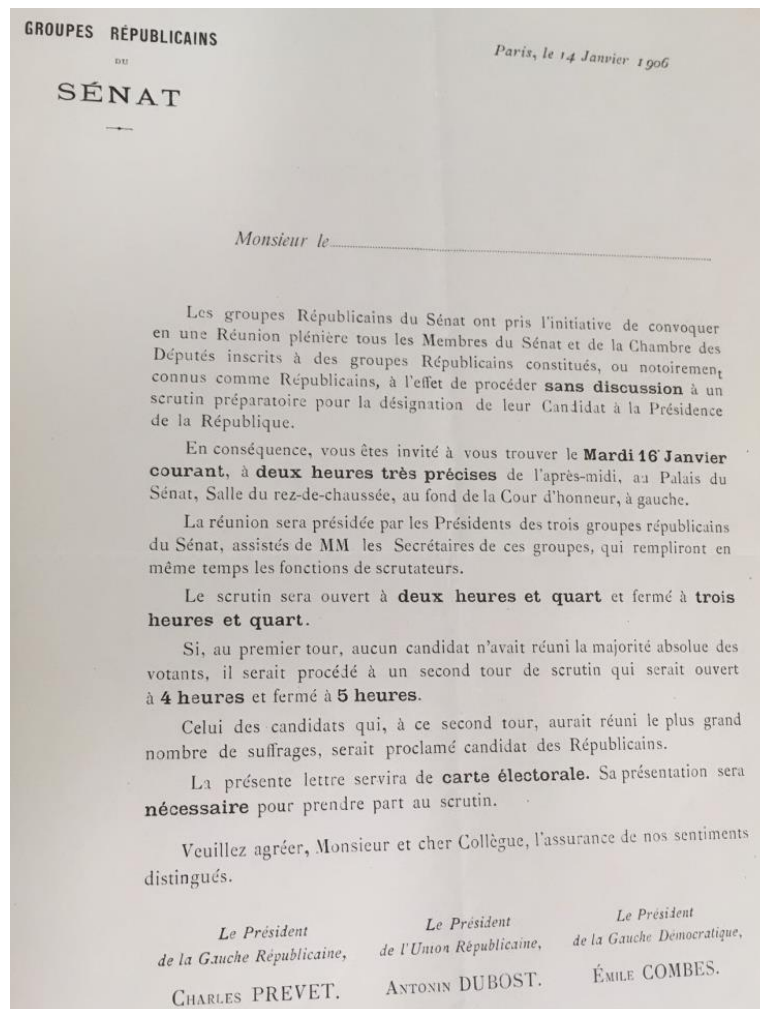 GROUPES RÉPUBLICAINS
DU
SÉNAT
Paris, le 14 Janvier 1906
Monsieur le
Les groupes Républicains du Sénat ont pris l'initiative de convoquer
en une Réunion plénière tous les Membres du Sénat et de la Chambre des
Députés inscrits à des groupes Républicains constitués, ou notoirement
connus comme Républicains, à l'effet de procéder sans discussion à un
scrutin préparatoire pour la désignation de leur Candidat à la Présidence
de la République.
En conséquence, vous êtes invité à vous trouver le Mardi 16 Janvier
courant, à deux heures très précises de l'après-midi, au Palais du
Sénat, Salle du rez-de-chaussée, au fond de la Cour d'honneur, à gauche.
La réunion sera présidée par les Présidents des trois groupes républicains
du Sénat, assistés de MM les Secrétaires de ces groupes, qui rempliront en
même temps les fonctions de scrutateurs.
Le scrutin sera ouvert à deux heures et quart et fermé à trois
heures et quart.
Si, au premier tour, aucun candidat n'avait réuni la majorité absolue des
votants, il serait procédé à un second tour de scrutin qui serait ouvert
à 4 heures et fermé à 5 heures.
Celui des candidats qui, à ce second tour, aurait réuni le plus grand
nombre de suffrages, serait proclamé candidat des Républicains.
La présente lettre servira de carte électorale. Sa présentation sera
nécessaire pour prendre part au scrutin.
Veuillez agréer, Monsieur et cher Collègue, l'assurance de nos sentiments
distingués.
Le Président
de la Gauche Républicaine,
CHARLES PREVET.
Le Président
de l'Union Républicaine,
ANTONIN DUBOST.
Le Président
de la Gauche Démocratique,
ÉMILE COMBES.